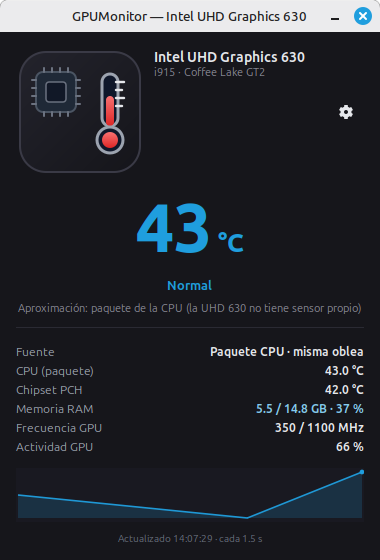 GPUMonitor — Intel UHD Graphics 630
Intel UHD Graphics 630
i915 · Coffee Lake GT2
43 °C
Normal
Aproximación: paquete de la CPU (la UHD 630 no tiene sensor propio)
Fuente Paquete CPU · misma oblea
CPU (paquete) 43.0 °C
Chipset PCH 42.0 °C
Memoria RAM 5.5 / 14.8 GB · 37 %
Frecuencia GPU 350 / 1100 MHz
Actividad GPU 66 %
Actualizado 14:07:29 · cada 1.5 s